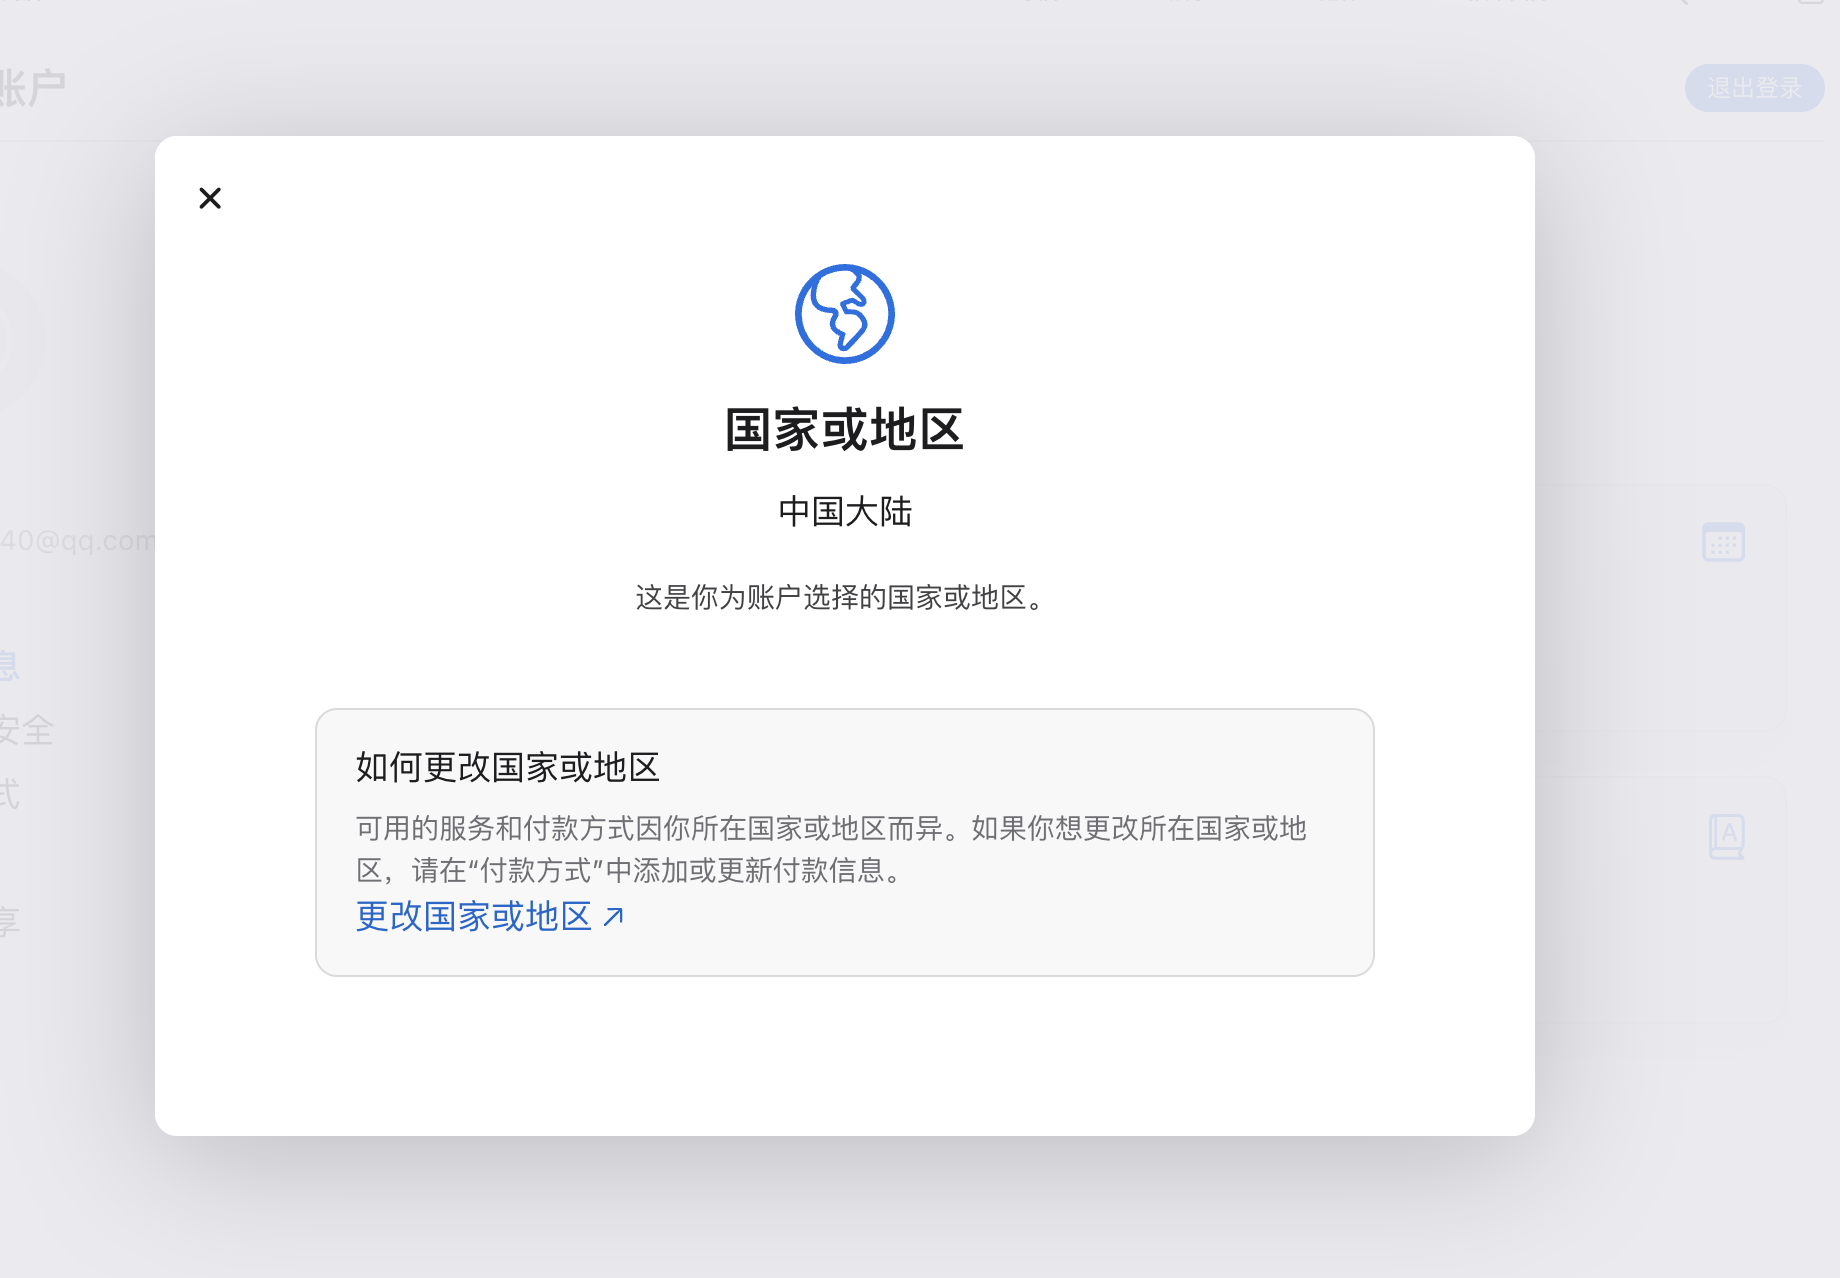 账户
退出登录
国家或地区
中国大陆
40@qq.com
这是你为账户选择的国家或地区。
息
安全
式
享
如何更改国家或地区
可用的服务和付款方式因你所在国家或地区而异。如果你想更改所在国家或地
区，请在“付款方式”中添加或更新付款信息。
更改国家或地区